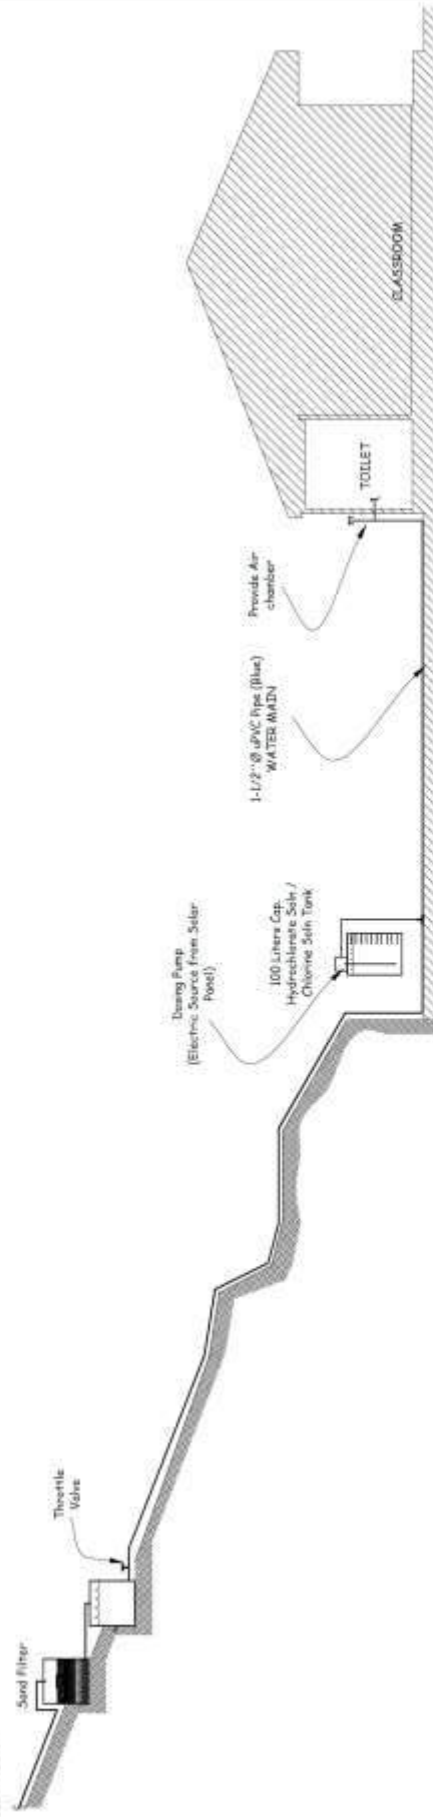 Sand Filter
Throttle
Valve
Dosing Pump
(Electric Source from Solar
Panel)
100 Liters Cap.
Hydrochlorate Soln /
Chlorine Soln Tank
1-1/2" Ø uPVC Pipe (Blue)
WATER MAIN
Provide Air
chamber
TOILET
CLASSROOM